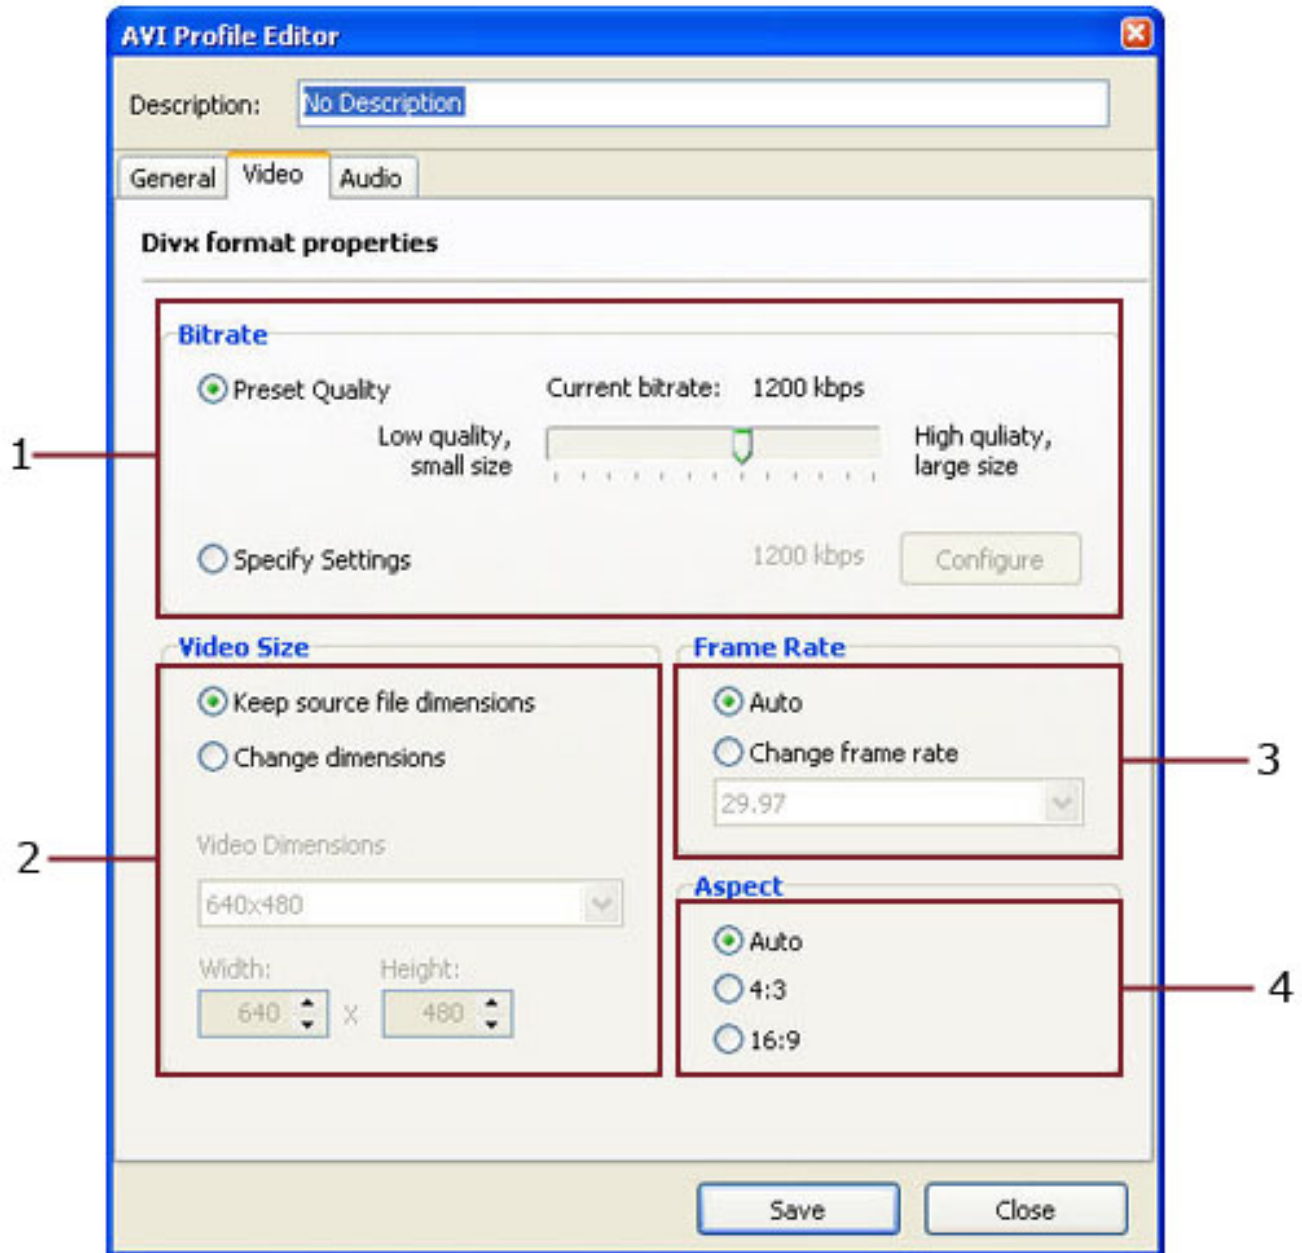 AVI Profile Editor
Description: No Description
General Video Audio
Divx format properties
Bitrate
Preset Quality Current bitrate: 1200 kbps
Low quality,
small size
High quliaty,
large size
1
Specify Settings 1200 kbps Configure
Video Size
Keep source file dimensions
Change dimensions
Video Dimensions
640x480
Width: Height:
640 X 480
2
Frame Rate
Auto
Change frame rate
29.97
3
Aspect
Auto
4:3
16:9
4
Save Close